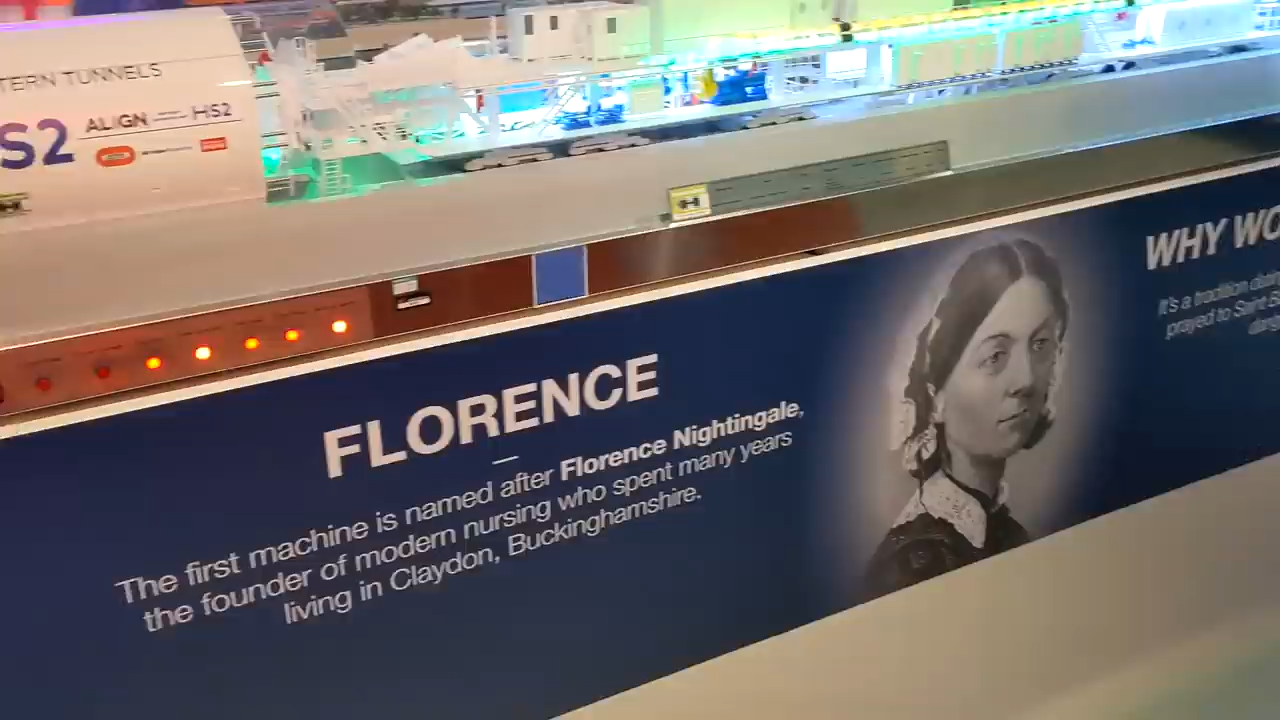 TERN TUNNELS
S2 ALIGN HS2
FLORENCE
The first machine is named after Florence Nightingale,
the founder of modern nursing who spent many years
living in Claydon, Buckinghamshire.
WHY WO
It's a tradition
prayed to Saint B